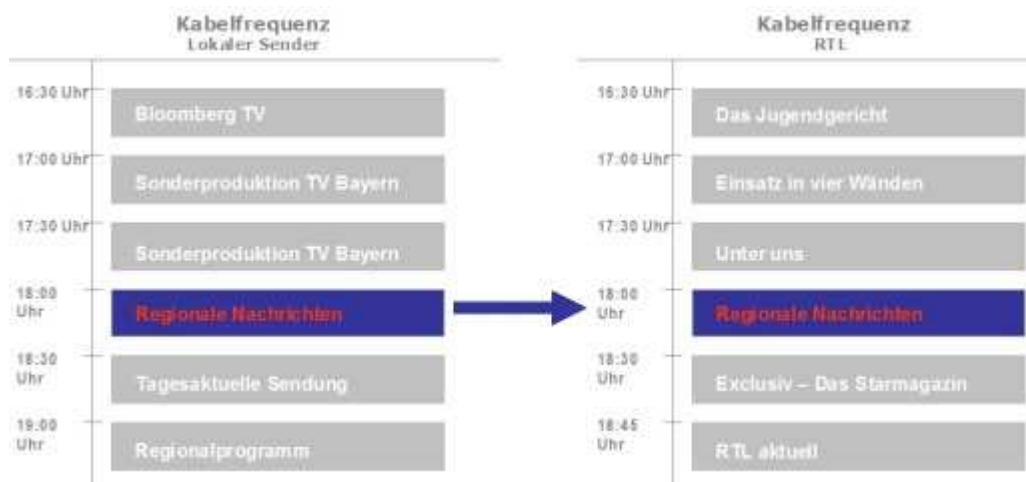 Kabelfrequenz
Lokaler Sender
16:30 Uhr
Bloomberg TV
17:00 Uhr
Sonderproduktion TV Bayern
17:30 Uhr
Sonderproduktion TV Bayern
18:00
Uhr
Regionale Nachrichten
18:30
Uhr
Tagesaktuelle Sendung
19:00
Uhr
Regionalprogramm
Kabelfrequenz
RTL
16:30 Uhr
Das Jugendgericht
17:00 Uhr
Einsatz in vier Wänden
17:30 Uhr
Unter uns
18:00
Uhr
Regionale Nachrichten
18:30
Uhr
Exclusiv – Das Starmagazin
18:45
Uhr
RTL aktuell